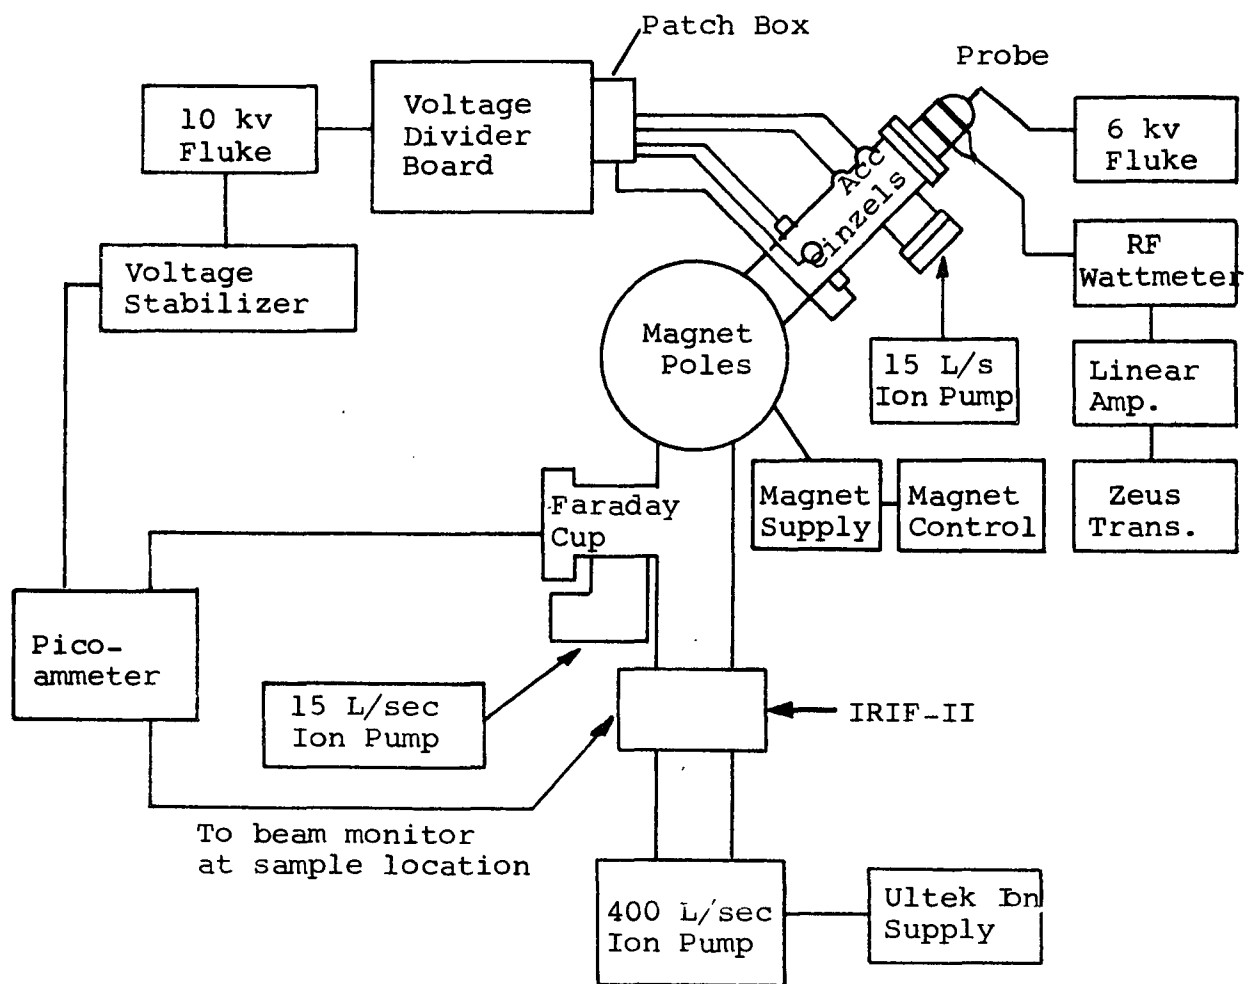 Patch Box
Probe
10 kv
Fluke
Voltage
Divider
Board
6 kv
Fluke
Acc
einzels
Voltage
Stabilizer
RF
Wattmeter
Magnet
Poles
15 L/s
Ion Pump
Linear
Amp.
Magnet
Supply
Magnet
Control
Zeus
Trans.
Faraday
Cup
Pico-
ammeter
15 L/sec
Ion Pump
IRIF-II
To beam monitor
at sample location
400 L/sec
Ion Pump
Ultek Ion
Supply